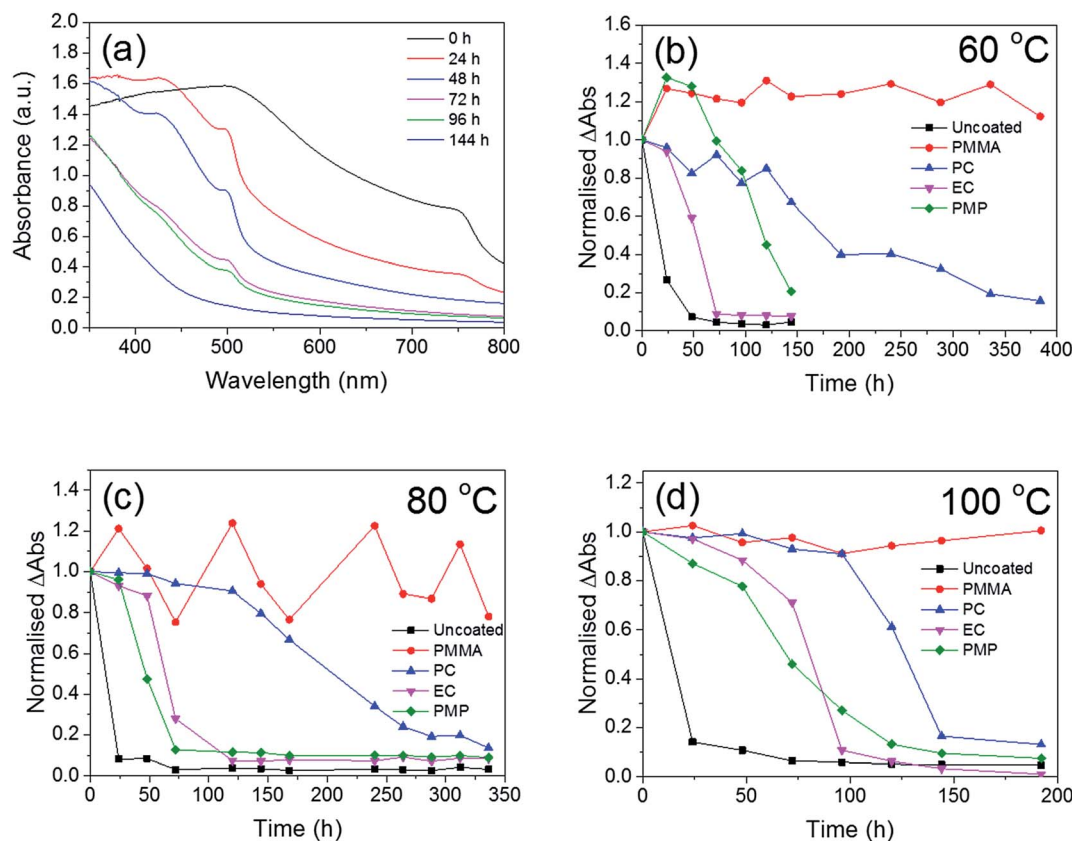 (a)
0 h
24 h
48 h
72 h
96 h
144 h
2.0
1.8
1.6
1.4
1.2
1.0
0.8
0.6
0.4
0.2
0.0
400 500 600 700 800
Absorbance (a.u.)
Wavelength (nm)
(b) 60 °C
Uncoated
PMMA
PC
EC
PMP
1.6
1.4
1.2
1.0
0.8
0.6
0.4
0.2
0.0
0 50 100 150 200 250 300 350 400
Normalised ΔAbs
Time (h)
(c) 80 °C
Uncoated
PMMA
PC
EC
PMP
1.4
1.2
1.0
0.8
0.6
0.4
0.2
0.0
0 50 100 150 200 250 300 350
Normalised ΔAbs
Time (h)
(d) 100 °C
Uncoated
PMMA
PC
EC
PMP
1.2
1.0
0.8
0.6
0.4
0.2
0.0
0 50 100 150 200
Normalised ΔAbs
Time (h)